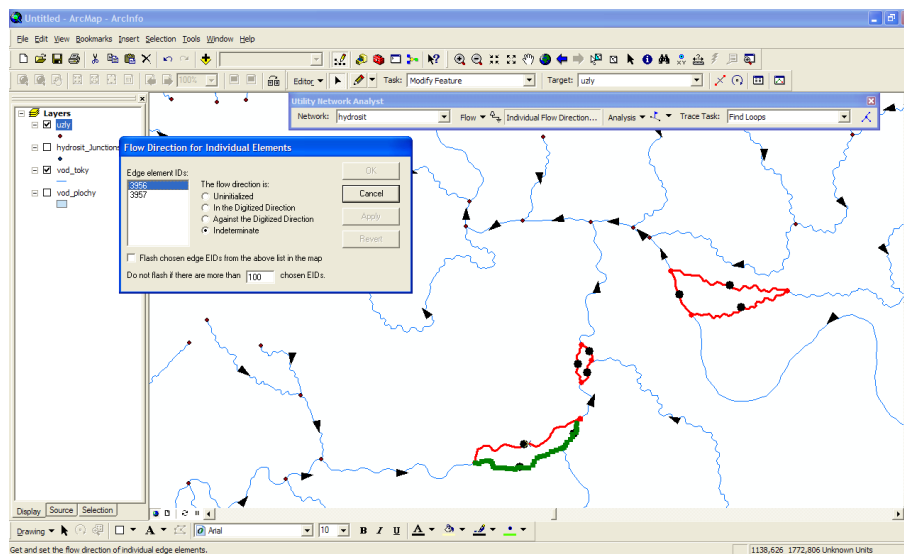 Untitled - ArcMap - ArcInfo
File Edit View Bookmarks Insert Selection Tools Window Help
100% Editor Task: Modify Feature Target: uzly
Layers
uzly
hydrosit_Junctions
vod_toky
vod_plochy
Utility Network Analyst
Network: hydrosit Flow Individual Flow Direction... Analysis Trace Task: Find Loops
Flow Direction for Individual Elements
Edge element IDs:
3956
3957
The flow direction is:
Uninitialized
In the Digitized Direction
Against the Digitized Direction
Indeterminate
OK
Cancel
Apply
Revert
Flash chosen edge EIDs from the above list in the map
Do not flash if there are more than 100 chosen EIDs.
Display Source Selection
Drawing A Arial 10 B I U A
Get and set the flow direction of individual edge elements. 1138,626 1772,806 Unknown Units